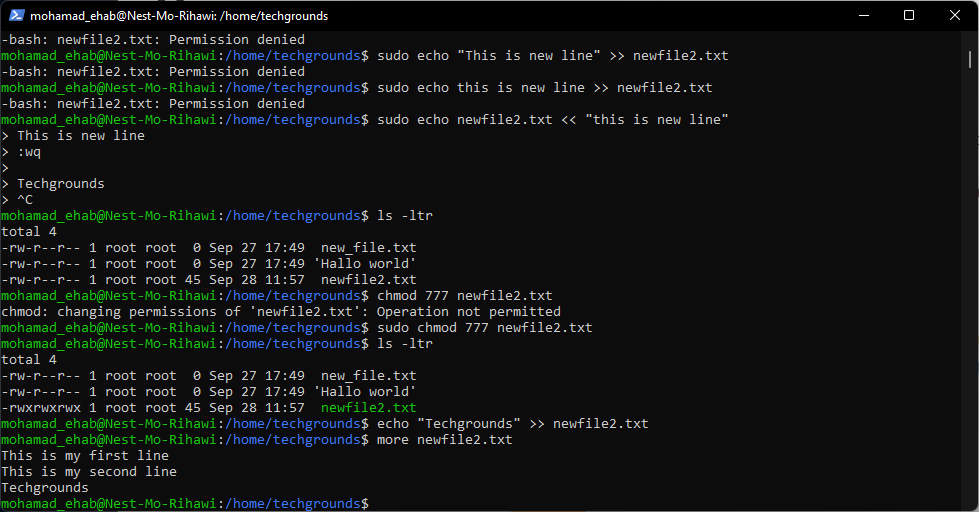 mohamad_ehab@Nest-Mo-Rihawi: /home/techgrounds
-bash: newfile2.txt: Permission denied
mohamad_ehab@Nest-Mo-Rihawi:/home/techgrounds$ sudo echo "This is new line" >> newfile2.txt
-bash: newfile2.txt: Permission denied
mohamad_ehab@Nest-Mo-Rihawi:/home/techgrounds$ sudo echo this is new line >> newfile2.txt
-bash: newfile2.txt: Permission denied
mohamad_ehab@Nest-Mo-Rihawi:/home/techgrounds$ sudo echo newfile2.txt << "this is new line"
> This is new line
> :wq
>
> Techgrounds
> ^C
mohamad_ehab@Nest-Mo-Rihawi:/home/techgrounds$ ls -ltr
total 4
-rw-r--r-- 1 root root  0 Sep 27 17:49  new_file.txt
-rw-r--r-- 1 root root  0 Sep 27 17:49 'Hallo world'
-rw-r--r-- 1 root root 45 Sep 28 11:57  newfile2.txt
mohamad_ehab@Nest-Mo-Rihawi:/home/techgrounds$ chmod 777 newfile2.txt
chmod: changing permissions of 'newfile2.txt': Operation not permitted
mohamad_ehab@Nest-Mo-Rihawi:/home/techgrounds$ sudo chmod 777 newfile2.txt
mohamad_ehab@Nest-Mo-Rihawi:/home/techgrounds$ ls -ltr
total 4
-rw-r--r-- 1 root root  0 Sep 27 17:49  new_file.txt
-rw-r--r-- 1 root root  0 Sep 27 17:49 'Hallo world'
-rwxrwxrwx 1 root root 45 Sep 28 11:57  newfile2.txt
mohamad_ehab@Nest-Mo-Rihawi:/home/techgrounds$ echo "Techgrounds" >> newfile2.txt
mohamad_ehab@Nest-Mo-Rihawi:/home/techgrounds$ more newfile2.txt
This is my first line
This is my second line
Techgrounds
mohamad_ehab@Nest-Mo-Rihawi:/home/techgrounds$